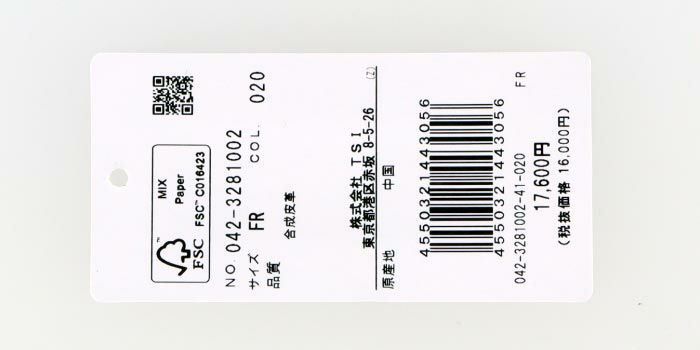 MIX
Paper
FSC™ C016423
FSC
NO. 042-3281002
サイズ FR COL. 020
品質 合成皮革
株式会社 TSI
東京都港区赤坂 8-5-26
(Z)
原産地 中国
4550321443056
FR
042-3281002-41-020
17,600円
(税抜価格 16,000円)